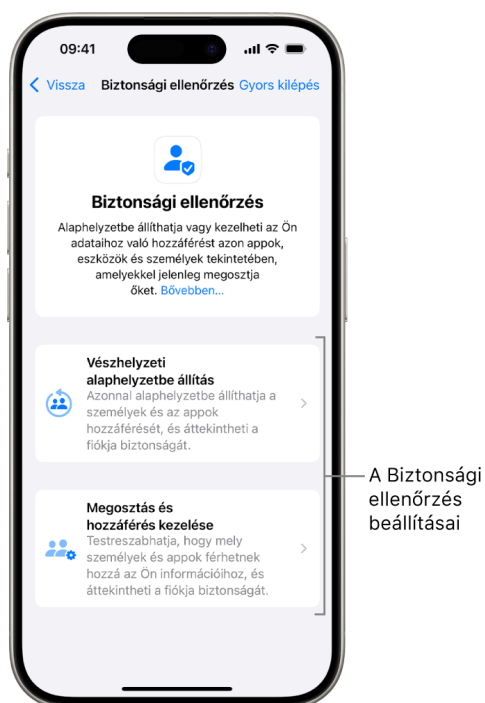 09:41
Vissza Biztonsági ellenőrzés Gyors kilépés
Biztonsági ellenőrzés
Alaphelyzetbe állíthatja vagy kezelheti az Ön
adataihoz való hozzáférést azon appok,
eszközök és személyek tekintetében,
amelyekkel jelenleg megosztja
őket. Bővebben...
Vészhelyzeti
alaphelyzetbe állítás
Azonnal alaphelyzetbe állíthatja a
személyek és az appok
hozzáférését, és áttekintheti a
fiókja biztonságát.
Megosztás és
hozzáférés kezelése
Testreszabhatja, hogy mely
személyek és appok férhetnek
hozzá az Ön információihoz, és
áttekintheti a fiókja biztonságát.
A Biztonsági
ellenőrzés
beállításai